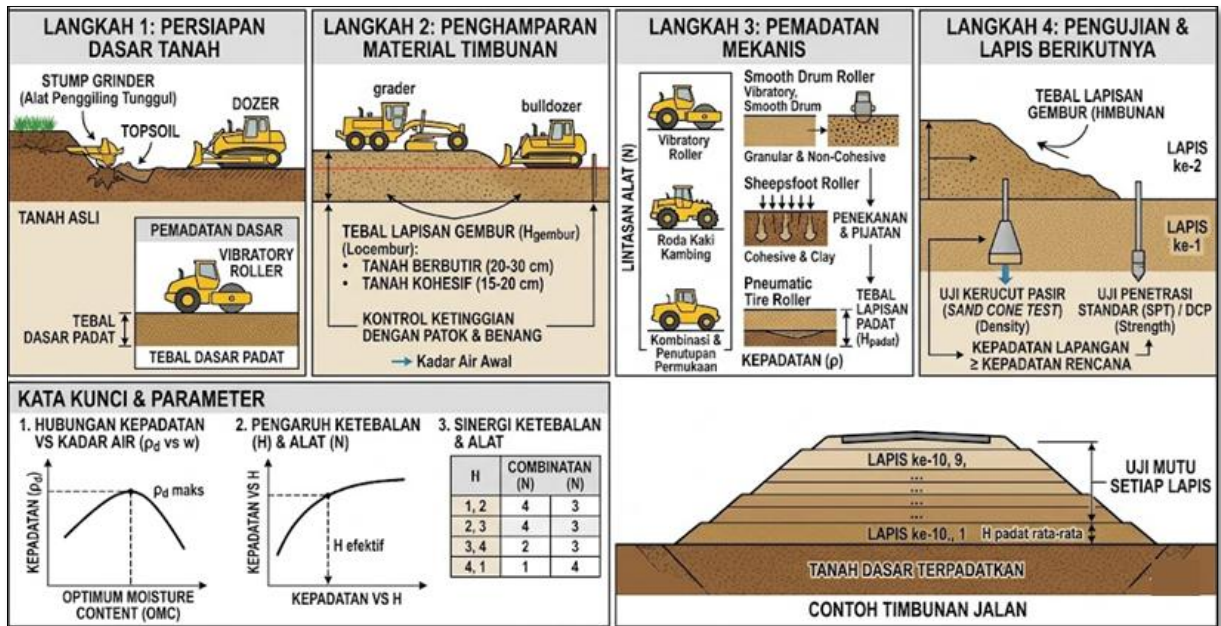 LANGKAH 1: PERSIAPAN
DASAR TANAH
STUMP GRINDER
(Alat Penggiling Tunggul)
DOZER
TOPSOIL
TANAH ASLI
PEMADATAN DASAR
VIBRATORY
ROLLER
TEBAL
DASAR PADAT
TEBAL DASAR PADAT
LANGKAH 2: PENGHAMPARAN
MATERIAL TIMBUNAN
grader
bulldozer
TEBAL LAPISAN GEMBUR (Hgembur)
(Locembur):
• TANAH BERBUTIR (20-30 cm)
• TANAH KOHESIF (15-20 cm)
KONTROL KETINGGIAN
DENGAN PATOK & BENANG
→ Kadar Air Awal
LANGKAH 3: PEMADATAN
MEKANIS
LINTASAN ALAT (N)
Vibratory
Roller
Roda Kaki
Kambing
Kombinasi &
Penutupan
Permukaan
Smooth Drum Roller
Vibratory,
Smooth Drum
Granular & Non-Cohesive
Sheepsfoot Roller
PENEKANAN
& PIJATAN
Cohesive & Clay
Pneumatic
Tire Roller
TEBAL
LAPISAN
PADAT
(Hpadat)
KEPADATAN (ρ)
LANGKAH 4: PENGUJIAN &
LAPIS BERIKUTNYA
TEBAL LAPISAN
GEMBUR (HMBUNAN
LAPIS
ke-2
LAPIS
ke-1
UJI KERUCUT PASIR
(SAND CONE TEST)
(Density)
UJI PENETRASI
STANDAR (SPT) / DCP
(Strength)
KEPADATAN LAPANGAN
≥ KEPADATAN RENCANA
KATA KUNCI & PARAMETER
1. HUBUNGAN KEPADATAN
VS KADAR AIR (ρd vs w)
KEPADATAN (ρd)
ρd maks
OPTIMUM MOISTURE
CONTENT (OMC)
2. PENGARUH KETEBALAN
(H) & ALAT (N)
KEPADATAN VS H
H efektif
KEPADATAN VS H
3. SINERGI KETEBALAN
& ALAT
H COMBINATAN
(N) (N)
1, 2 4 3
2, 3 4 3
3, 4 2 3
4, 1 1 4
LAPIS ke-10, 9,
...
...
...
...
LAPIS ke-10,, 1
H padat rata-rata
UJI MUTU
SETIAP LAPIS
TANAH DASAR TERPADATKAN
CONTOH TIMBUNAN JALAN